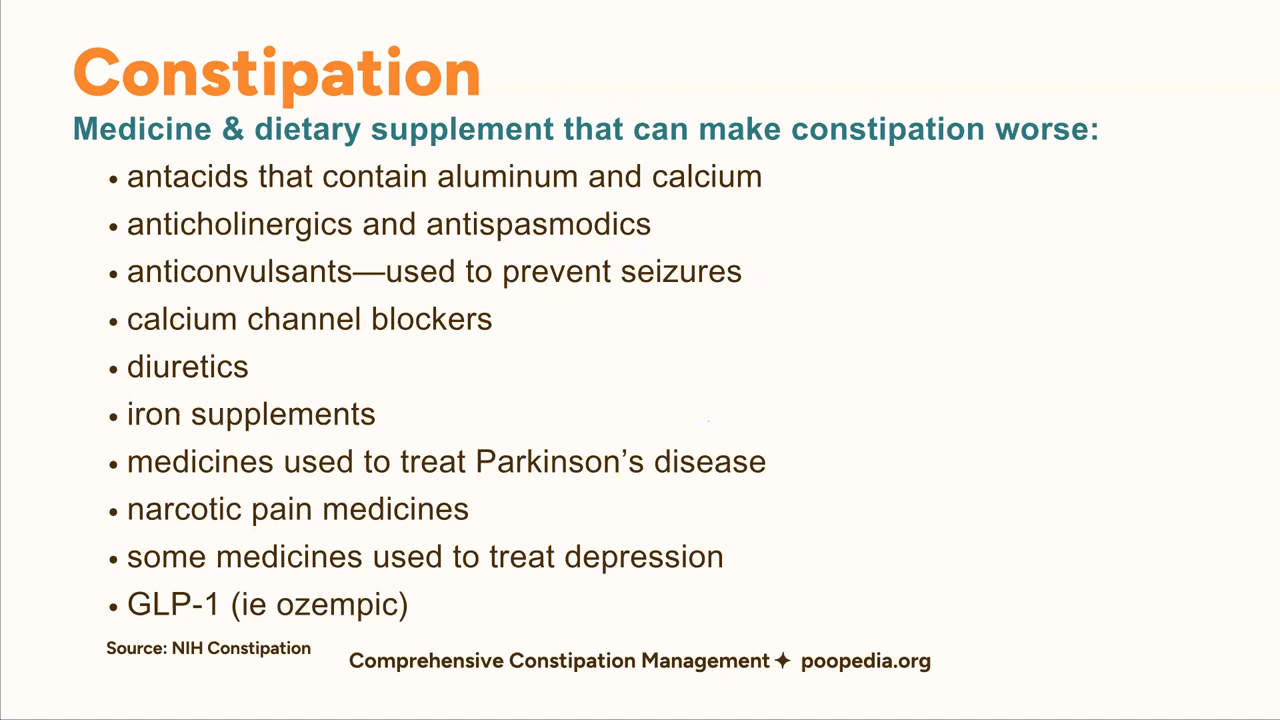 Constipation
Medicine & dietary supplement that can make constipation worse:
• antacids that contain aluminum and calcium
• anticholinergics and antispasmodics
• anticonvulsants—used to prevent seizures
• calcium channel blockers
• diuretics
• iron supplements
• medicines used to treat Parkinson’s disease
• narcotic pain medicines
• some medicines used to treat depression
• GLP-1 (ie ozempic)
Source: NIH Constipation
Comprehensive Constipation Management ✦ poopedia.org